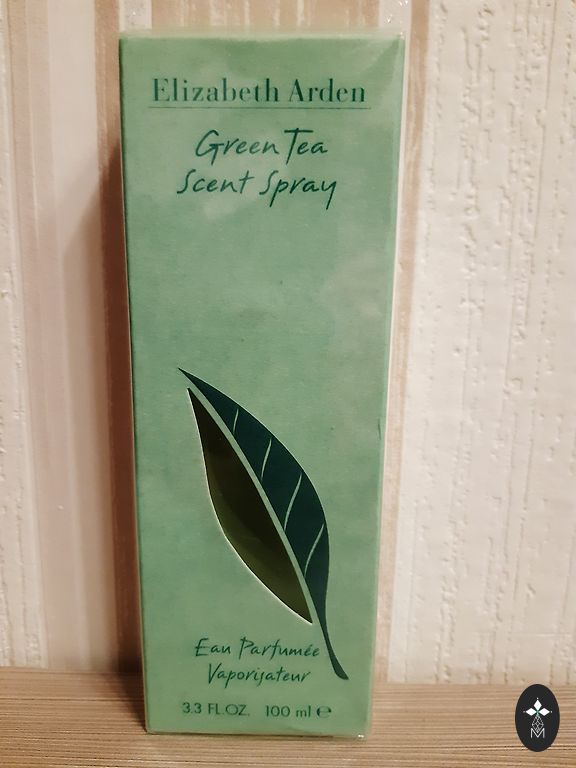 Elizabeth Arden
Green Tea
Scent Spray
Eau Parfumée
Vaporisateur
3.3 FL.OZ. 100 ml ℮
M